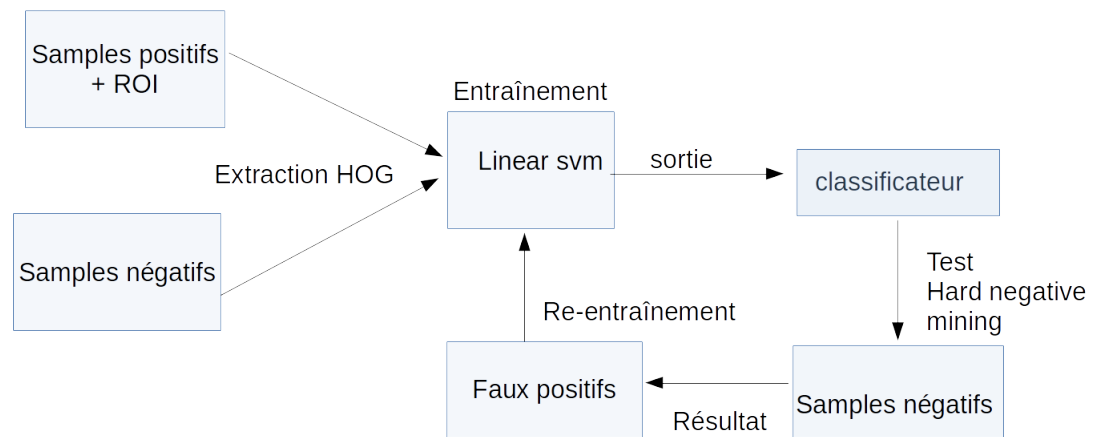 Samples positifs
+ ROI
Entraînement
Linear svm
sortie
classificateur
Extraction HOG
Samples négatifs
Test
Hard negative
mining
Re-entraînement
Faux positifs
Résultat
Samples négatifs